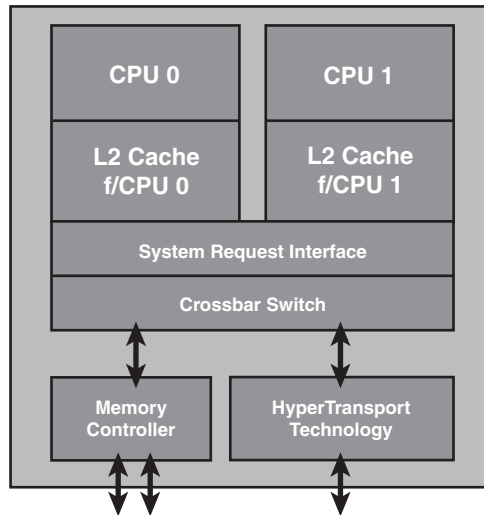 CPU 0
CPU 1
L2 Cache
f/CPU 0
L2 Cache
f/CPU 1
System Request Interface
Crossbar Switch
Memory
Controller
HyperTransport
Technology